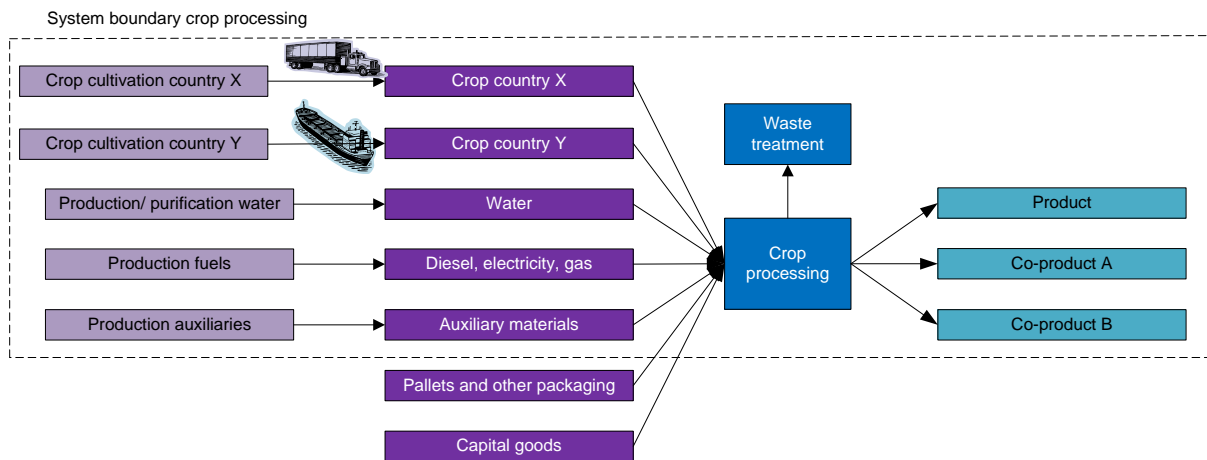 System boundary crop processing
Crop cultivation country X
Crop country X
Crop cultivation country Y
Crop country Y
Waste
treatment
Production/ purification water
Water
Product
Production fuels
Diesel, electricity, gas
Crop
processing
Co-product A
Production auxiliaries
Auxiliary materials
Co-product B
Pallets and other packaging
Capital goods